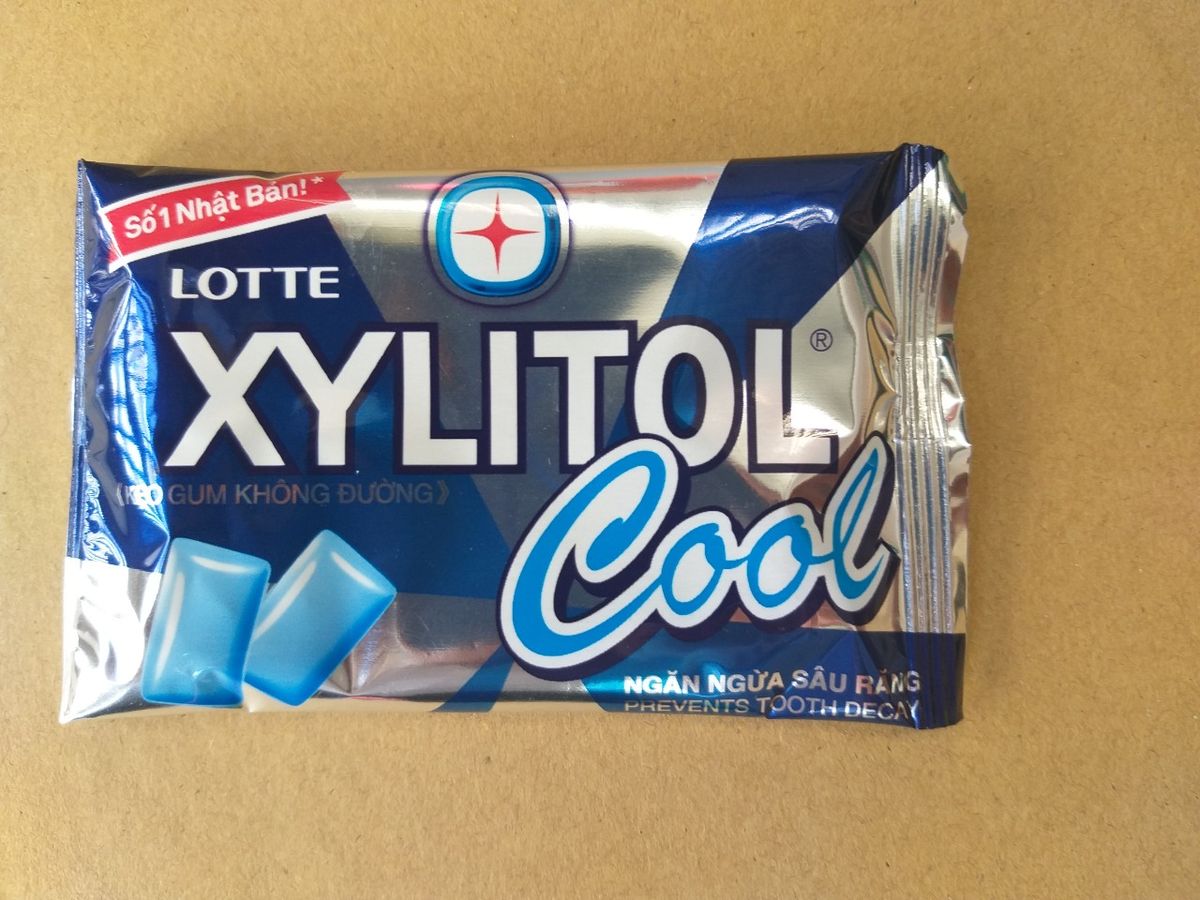 Số 1 Nhật Bản!*
LOTTE
XYLITOL®
Cool
《KẸO GUM KHÔNG ĐƯỜNG》
NGĂN NGỪA SÂU RĂNG
PREVENTS TOOTH DECAY